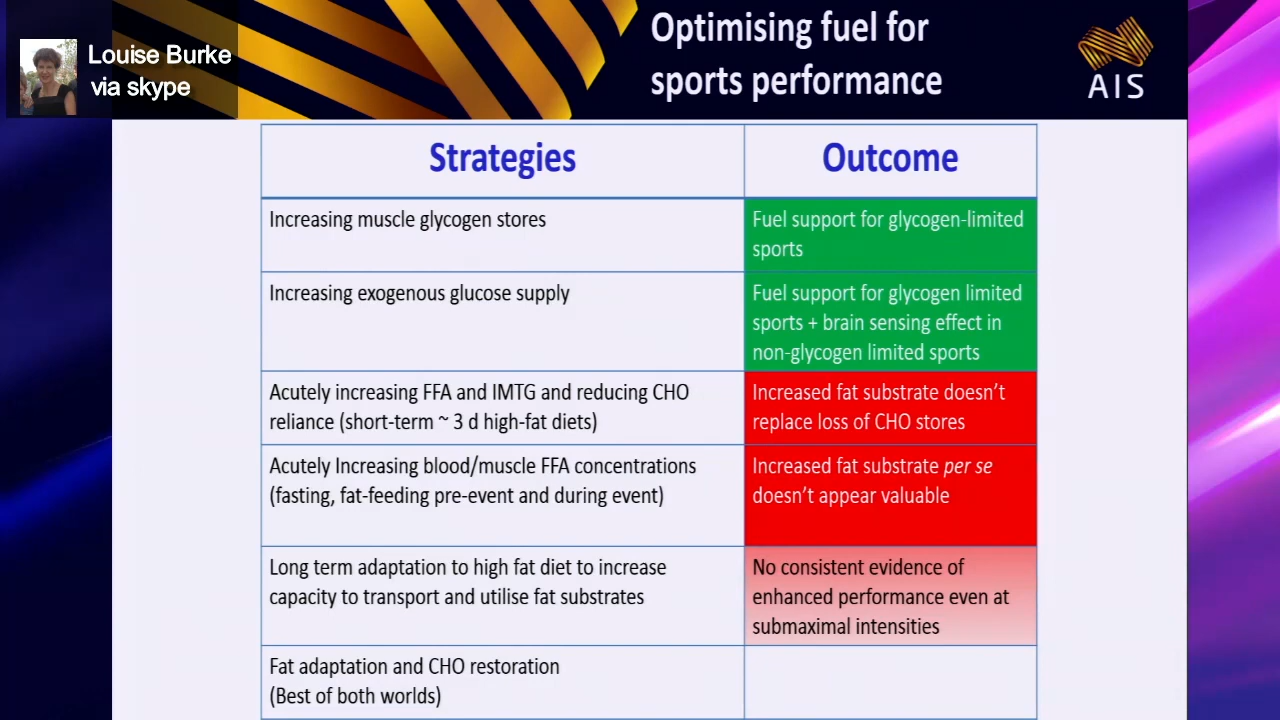 Louise Burke
via skype
Optimising fuel for
sports performance
AIS
Strategies
Outcome
Increasing muscle glycogen stores
Fuel support for glycogen-limited
sports
Increasing exogenous glucose supply
Fuel support for glycogen limited
sports + brain sensing effect in
non-glycogen limited sports
Acutely increasing FFA and IMTG and reducing CHO
reliance (short-term ~ 3 d high-fat diets)
Increased fat substrate doesn't
replace loss of CHO stores
Acutely Increasing blood/muscle FFA concentrations
(fasting, fat-feeding pre-event and during event)
Increased fat substrate per se
doesn't appear valuable
Long term adaptation to high fat diet to increase
capacity to transport and utilise fat substrates
No consistent evidence of
enhanced performance even at
submaximal intensities
Fat adaptation and CHO restoration
(Best of both worlds)